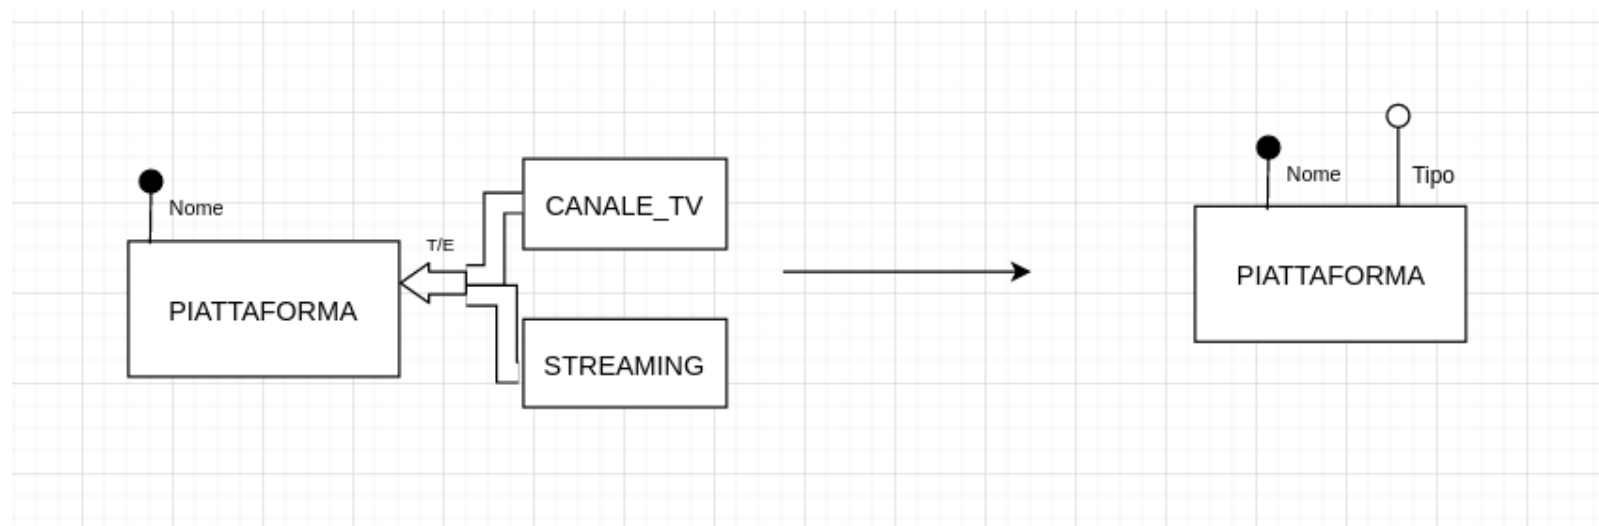 Nome
PIATTAFORMA
T/E
CANALE_TV
STREAMING
Nome
Tipo
PIATTAFORMA